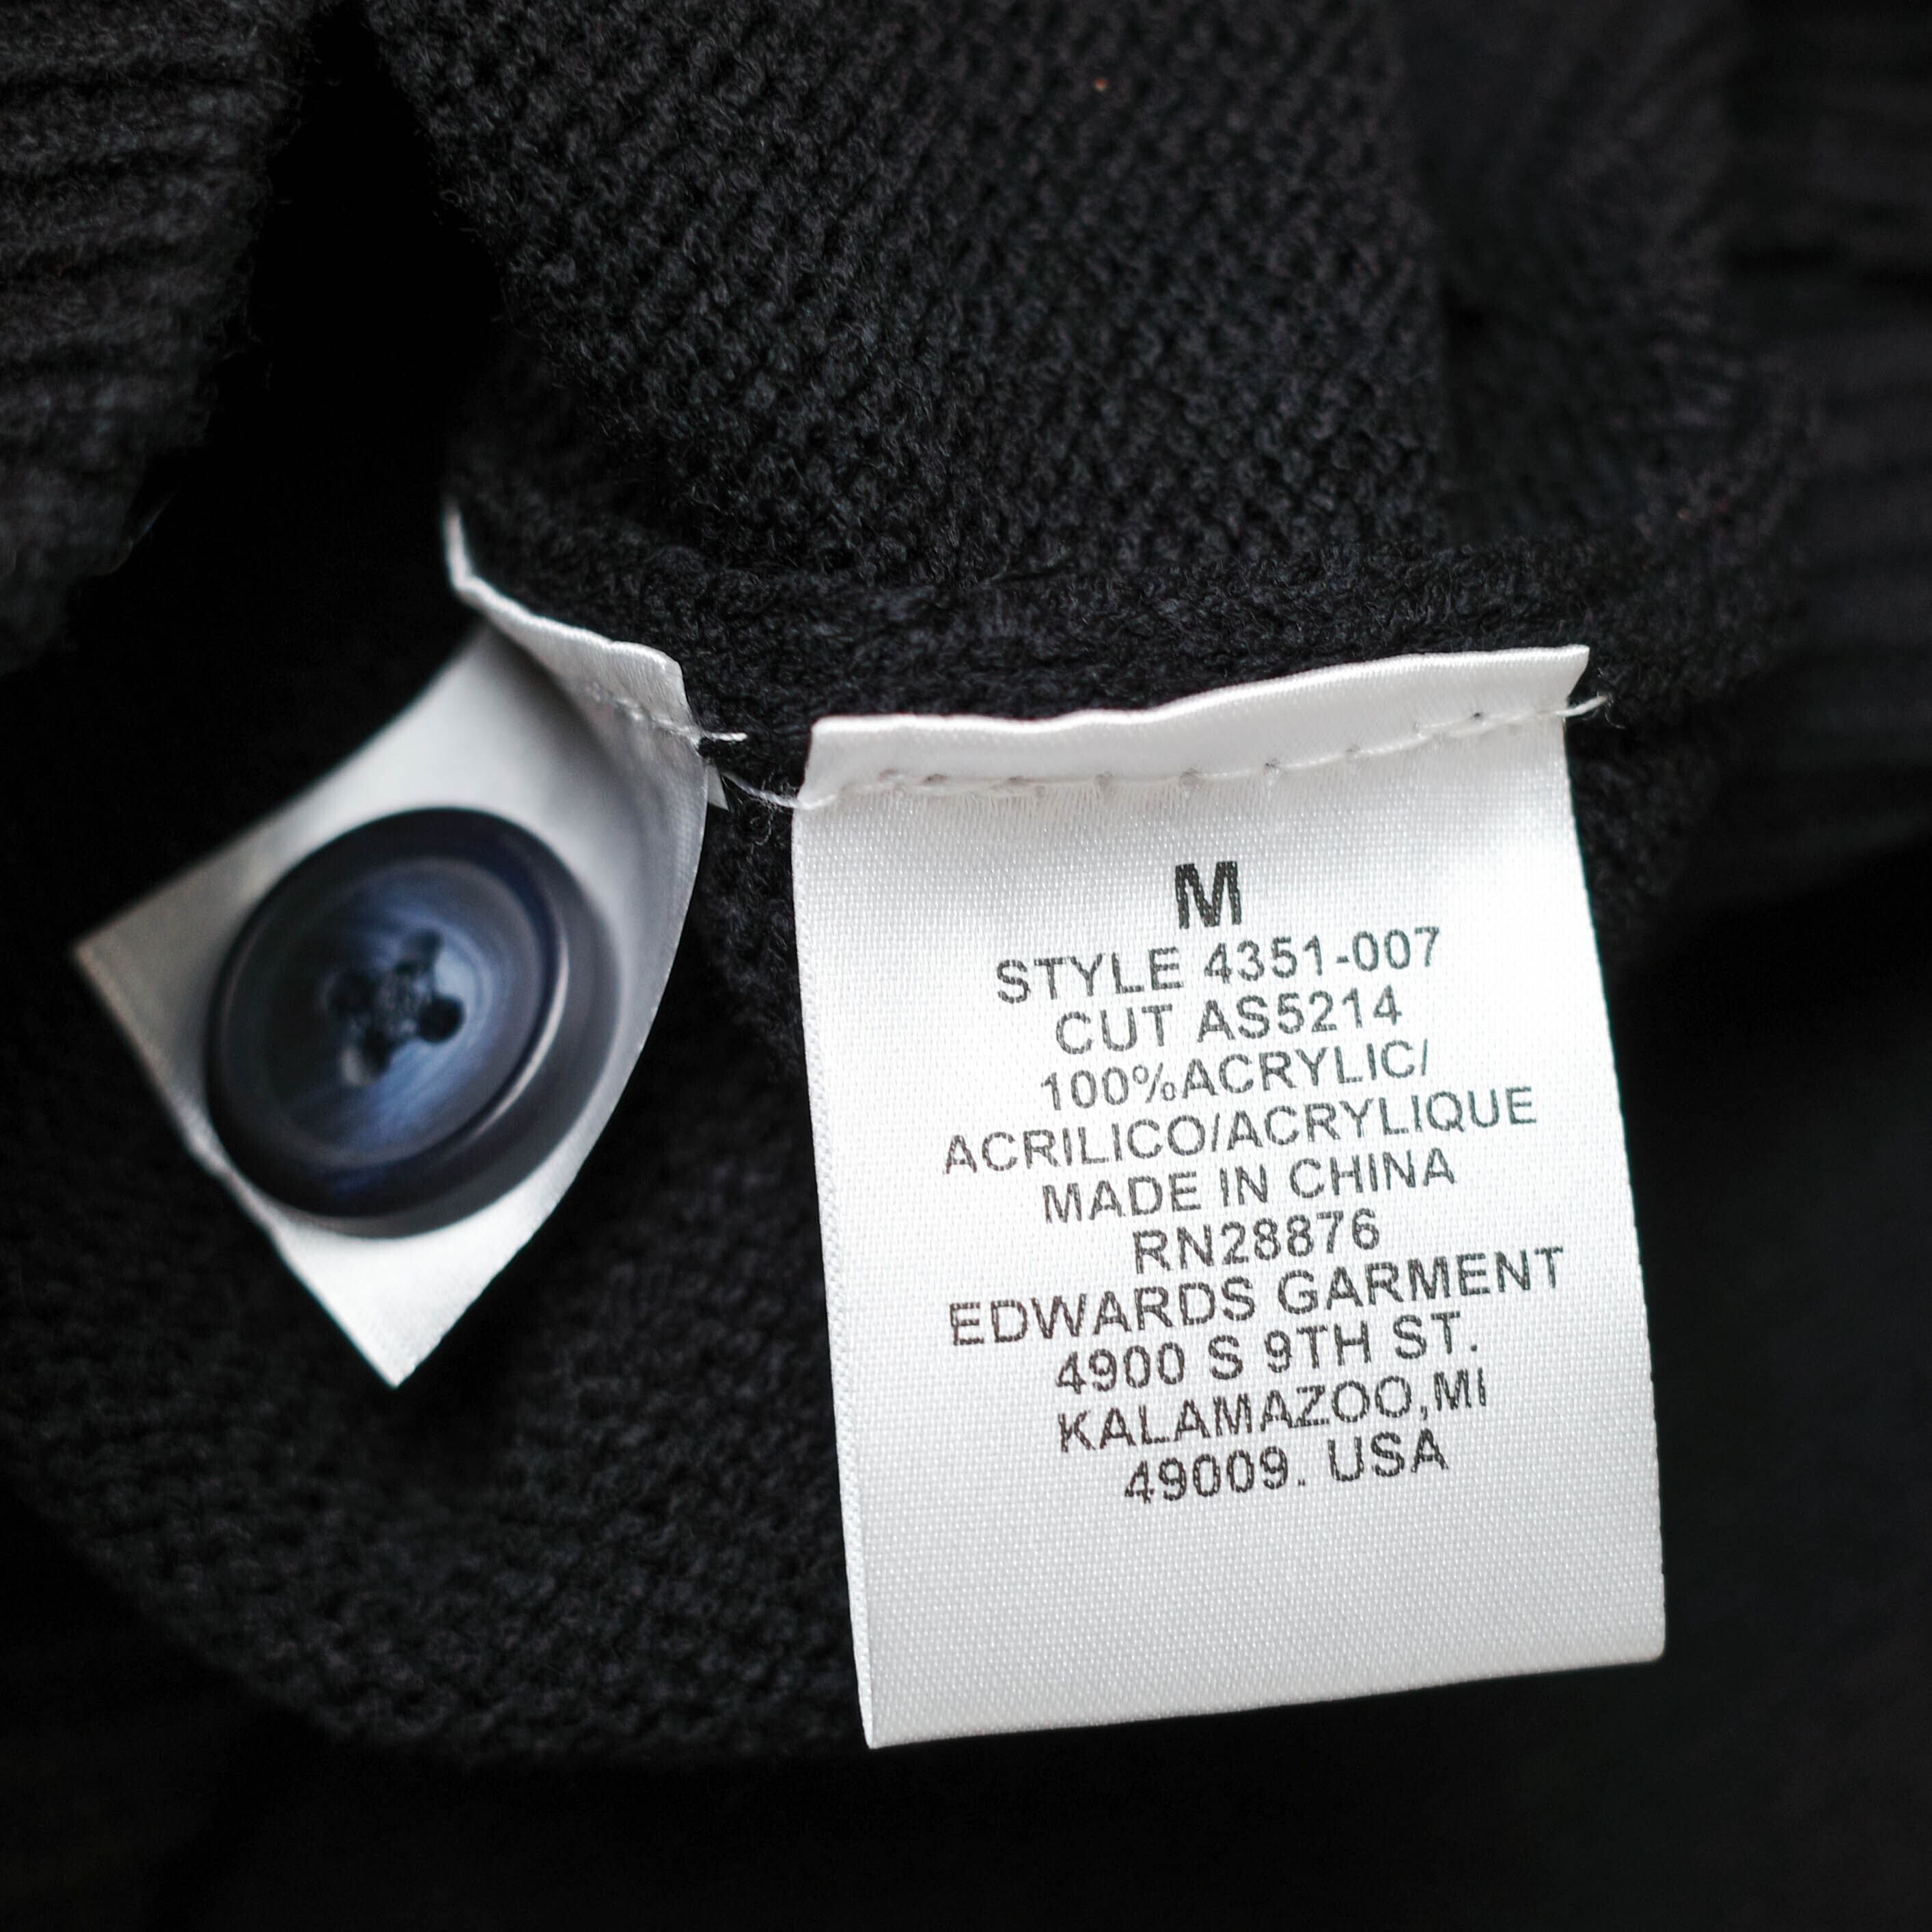 M
STYLE 4351-007
CUT AS5214
100%ACRYLIC/
ACRILICO/ACRYLIQUE
MADE IN CHINA
RN28876
EDWARDS GARMENT
4900 S 9TH ST.
KALAMAZOO,MI
49009. USA